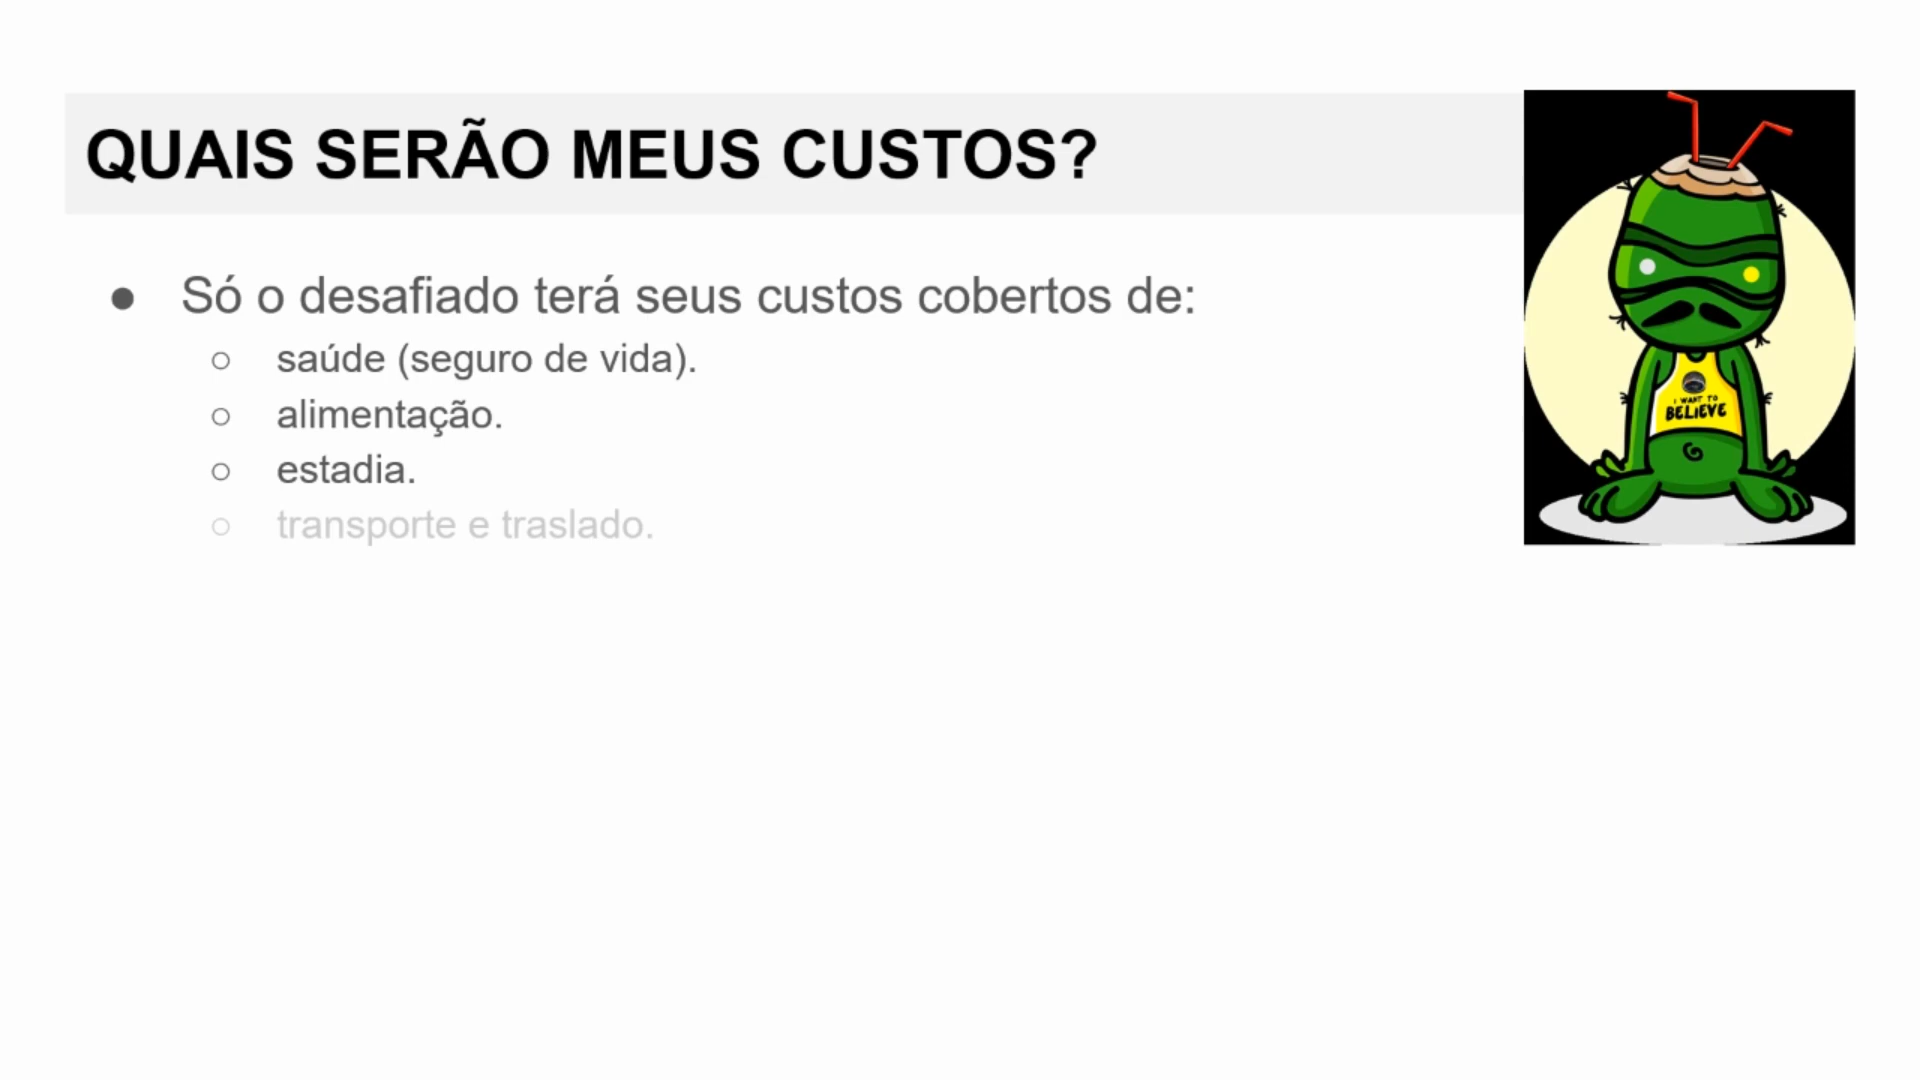 QUAIS SERÃO MEUS CUSTOS?
● Só o desafiado terá seus custos cobertos de:
○ saúde (seguro de vida).
○ alimentação.
○ estadia.
○ transporte e traslado.
I WANT TO
BELIEVE